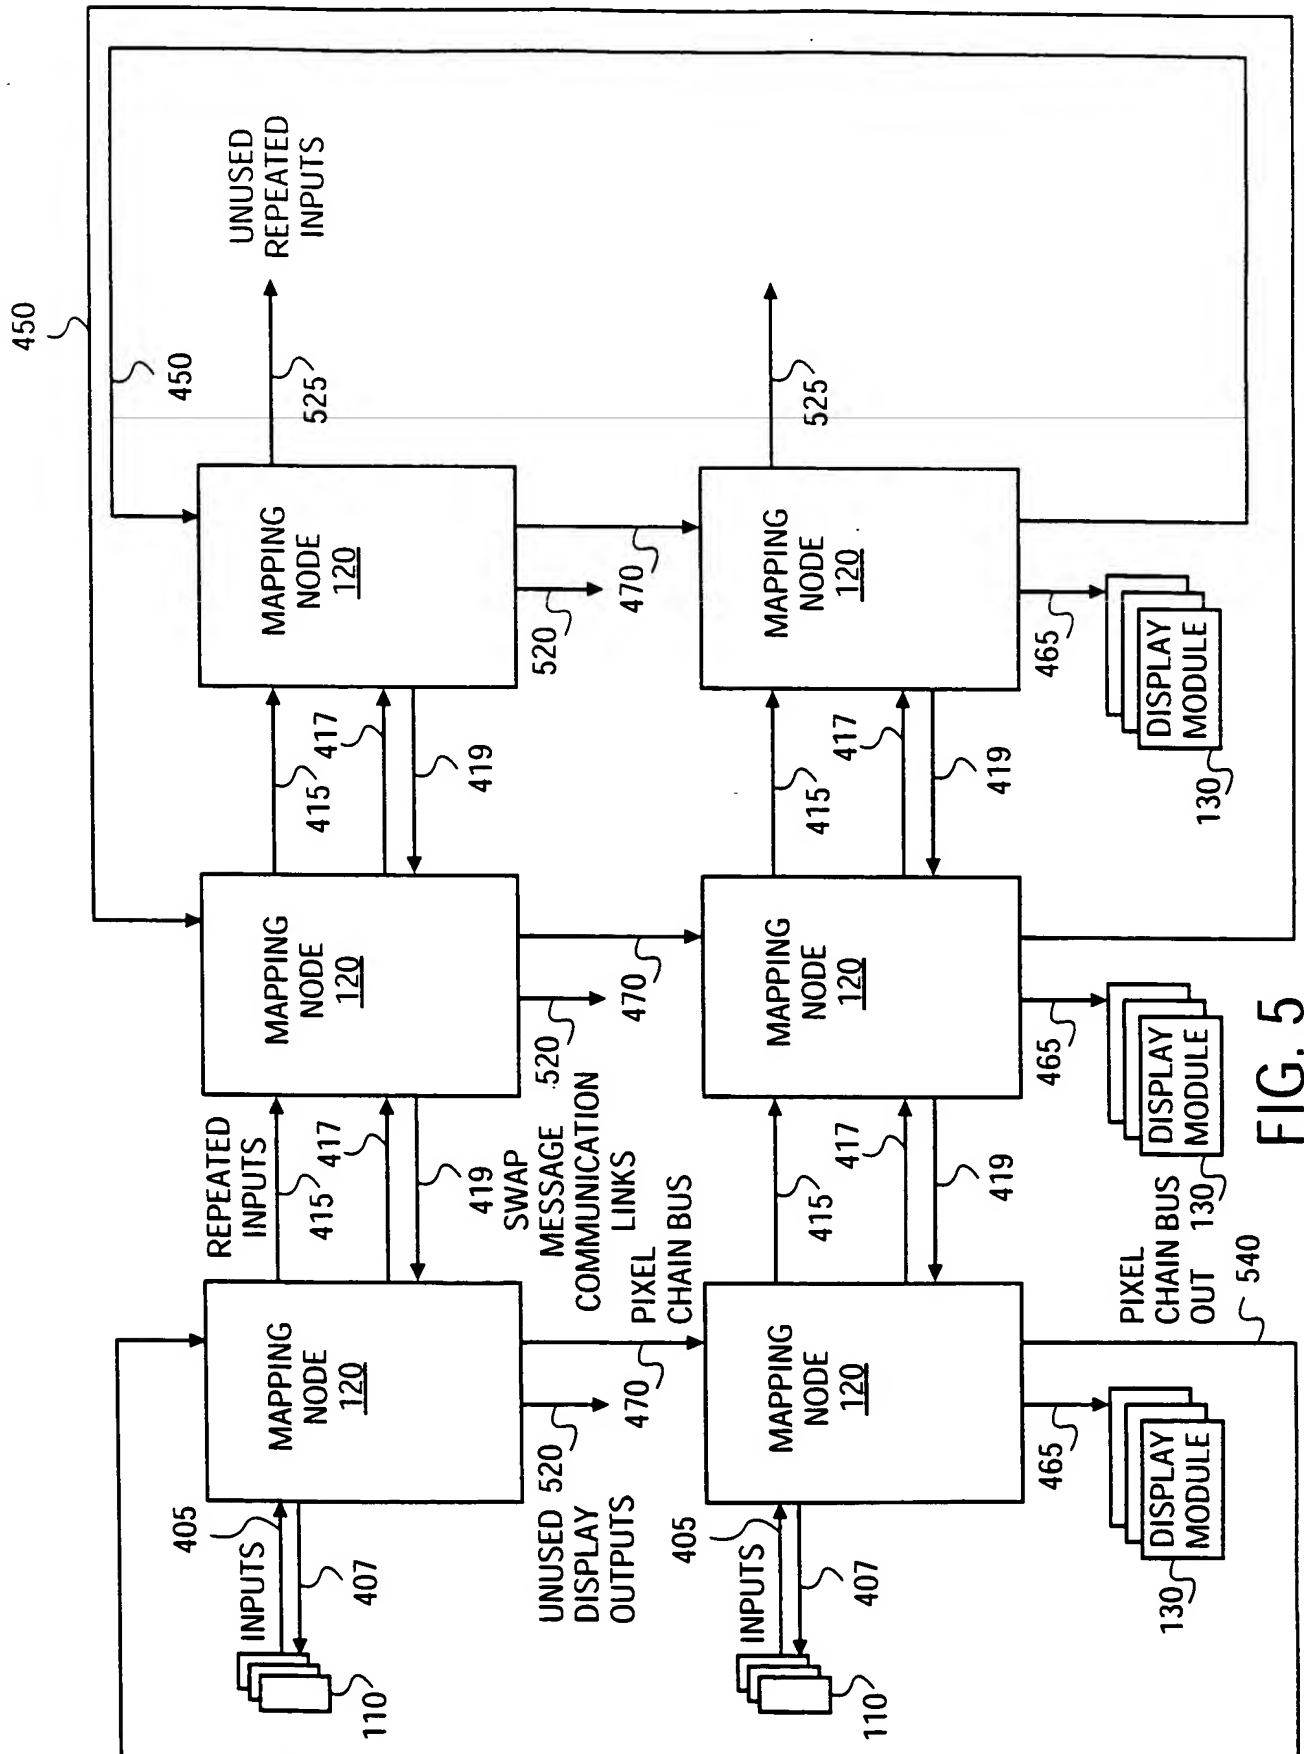 450
450
405
INPUTS
407
110
MAPPING
NODE
120
REPEATED
INPUTS
415
417
419
SWAP
MESSAGE
COMMUNICATION
LINKS
MAPPING
NODE
120
415
417
419
MAPPING
NODE
120
525
UNUSED
REPEATED
INPUTS
UNUSED
DISPLAY
OUTPUTS
520
470
PIXEL
CHAIN BUS
520
470
520
470
405
INPUTS
407
110
MAPPING
NODE
120
415
417
419
MAPPING
NODE
120
415
417
419
MAPPING
NODE
120
525
465
DISPLAY
MODULE
130
PIXEL
CHAIN BUS
OUT
540
465
DISPLAY
MODULE
130
465
DISPLAY
MODULE
130
FIG. 5